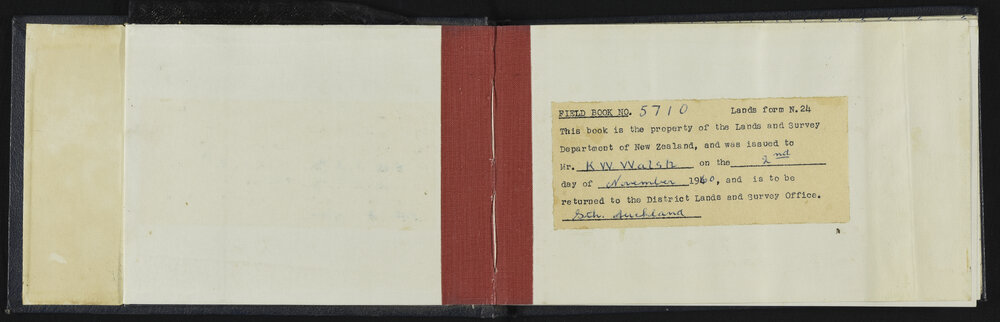 FIELD BOOK NO. 5710 Lands form N.24
This book is the property of the Lands and Survey
Department of New Zealand, and was issued to
Mr. K W Walsh on the 2nd
day of November 1960, and is to be
returned to the District Lands and Survey Office.
Sth. Auckland